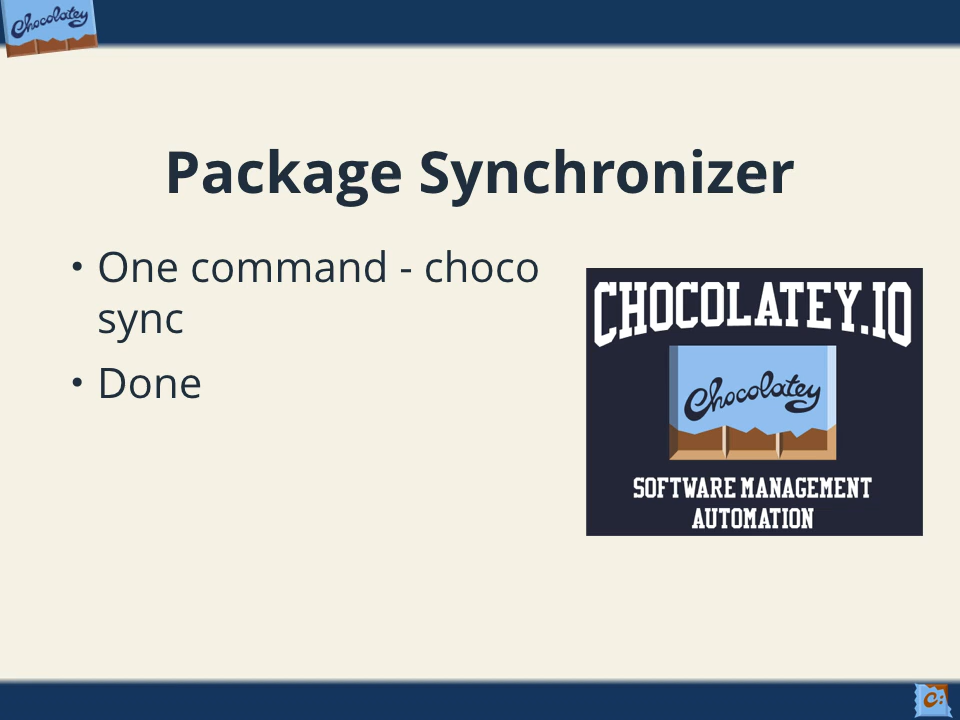 Chocolatey
Package Synchronizer
• One command - choco
sync
• Done
CHOCOLATEY.IO
Chocolatey
SOFTWARE MANAGEMENT
AUTOMATION
C: